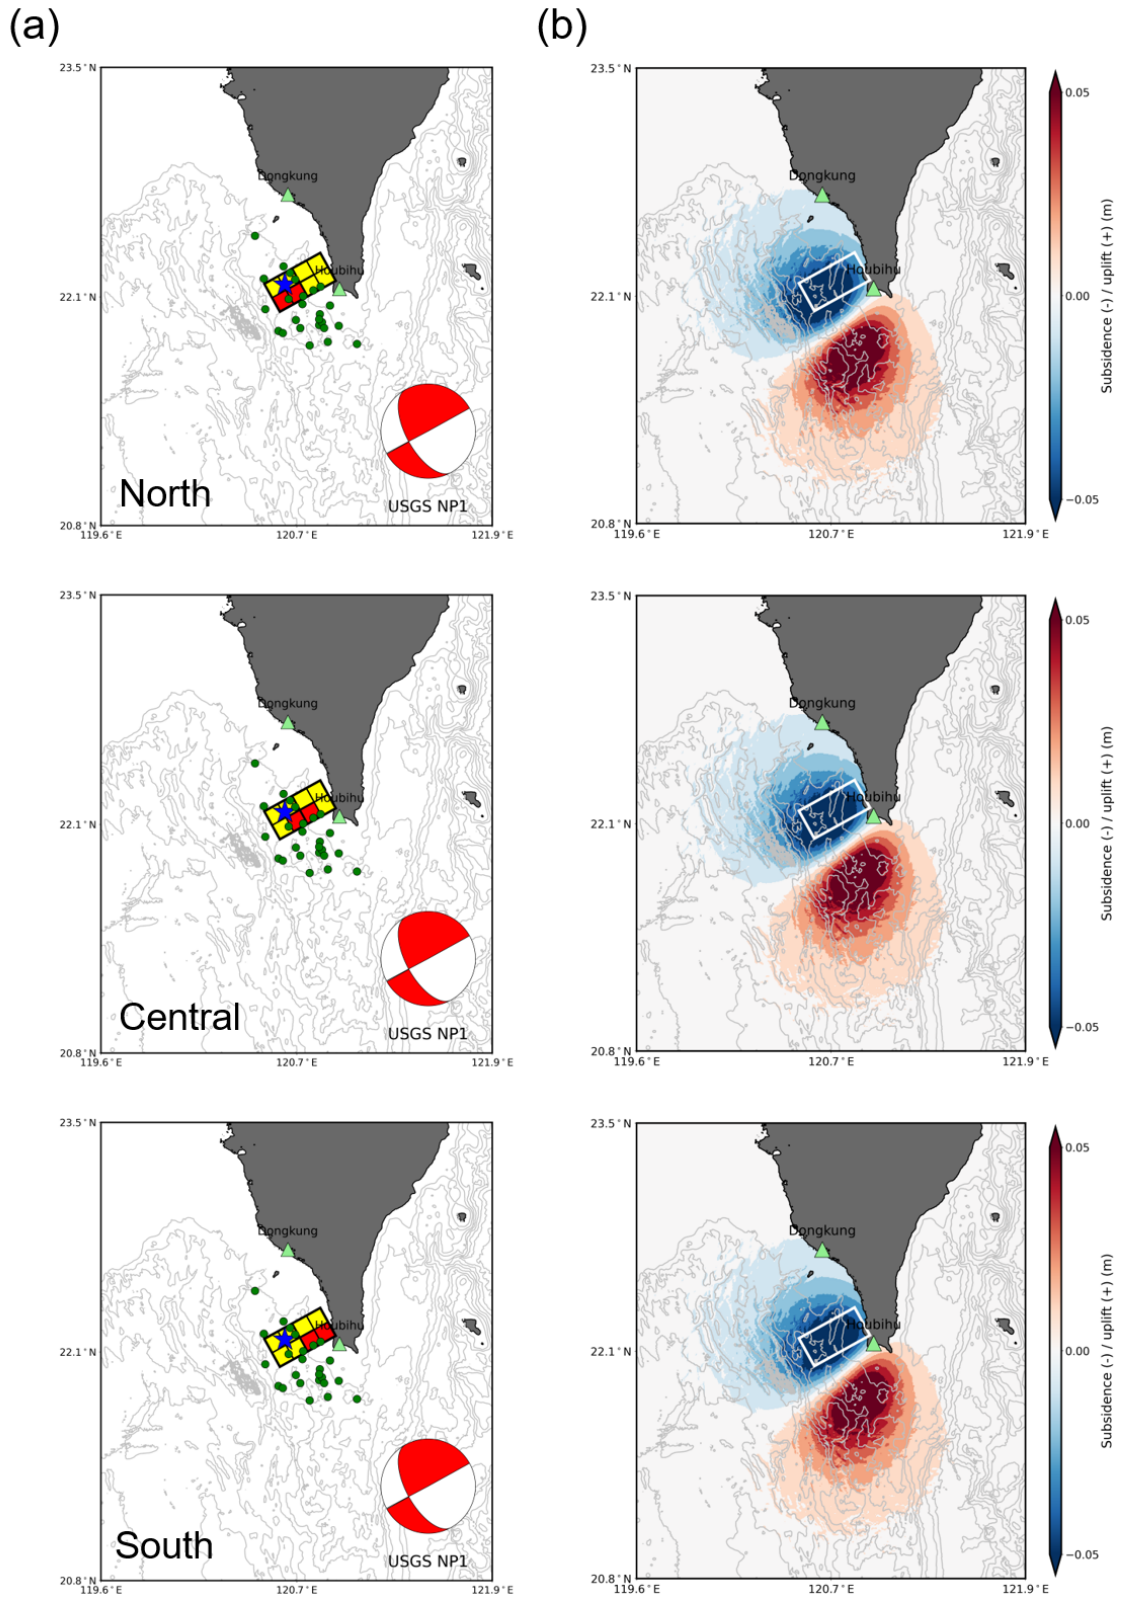 (a)
(b)
23.5°N
22.1°N
20.8°N
119.6°E
120.7°E
121.9°E
Dongkung
Houbihu
North
USGS NP1
23.5°N
22.1°N
20.8°N
119.6°E
120.7°E
121.9°E
Dongkung
Houbihu
0.05
0.00
−0.05
Subsidence (-) / uplift (+) (m)
23.5°N
22.1°N
20.8°N
119.6°E
120.7°E
121.9°E
Dongkung
Houbihu
Central
USGS NP1
23.5°N
22.1°N
20.8°N
119.6°E
120.7°E
121.9°E
Dongkung
Houbihu
0.05
0.00
−0.05
Subsidence (-) / uplift (+) (m)
23.5°N
22.1°N
20.8°N
119.6°E
120.7°E
121.9°E
Dongkung
Houbihu
South
USGS NP1
23.5°N
22.1°N
20.8°N
119.6°E
120.7°E
121.9°E
Dongkung
Houbihu
0.05
0.00
−0.05
Subsidence (-) / uplift (+) (m)